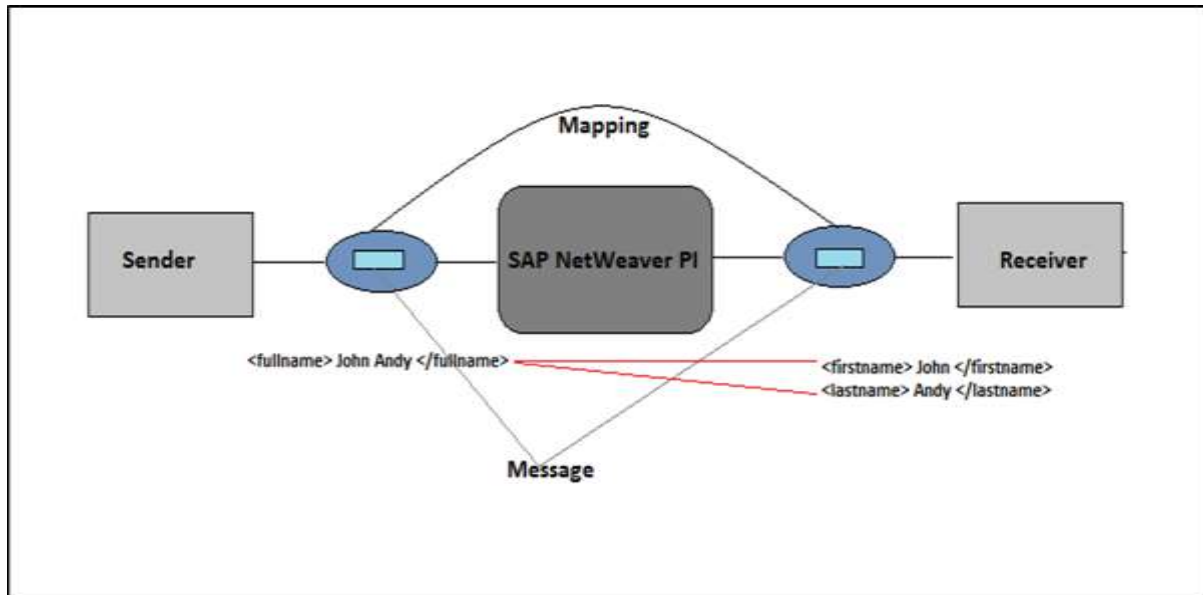 Mapping
Sender
SAP NetWeaver PI
Receiver
<fullname> John Andy </fullname>
<firstname> John </firstname>
<lastname> Andy </lastname>
Message